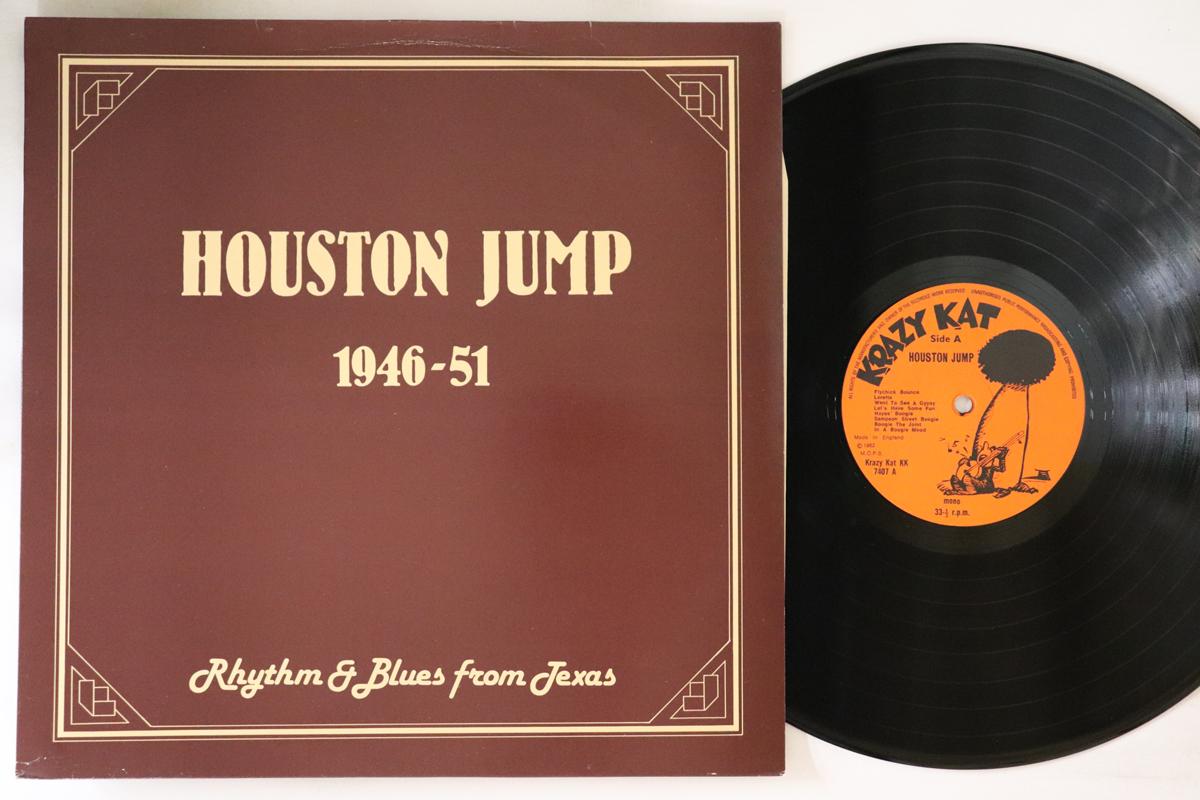 HOUSTON JUMP
1946-51
Rhythm & Blues from Texas
KRAZY KAT
Side A
HOUSTON JUMP
Flychick Bounce
Loretta
Went To See A Gypsy
Let's Have Some Fun
Hayes' Boogie
Sampson Street Boogie
Boogie The Joint
In A Boogie Mood
Made in England
© 1982
M.C.P.S.
Krazy Kat KK
7407 A
mono
33-⅓ r.p.m.